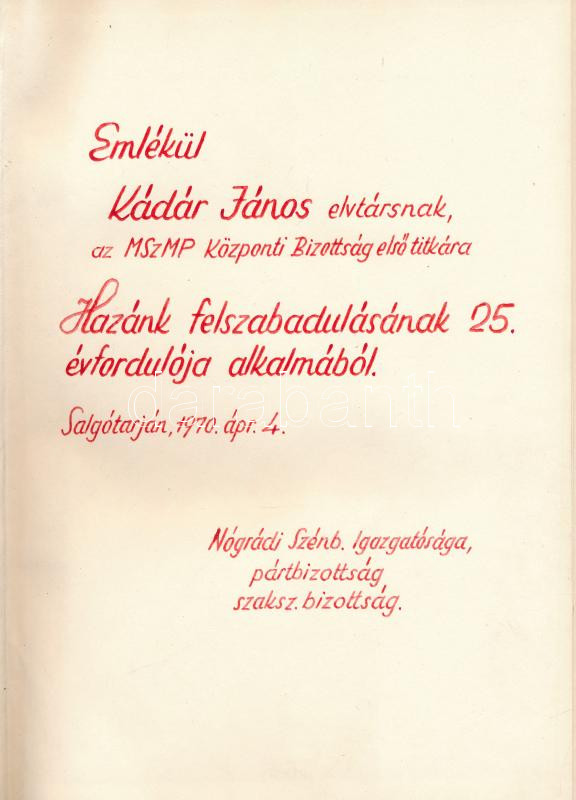 Emlékül
Kádár János elvtársnak,
az MSzMP Központi Bizottság első titkára
Hazánk felszabadulásának 25.
évfordulója alkalmából.
darabanth
Salgótarján, 1970. ápr. 4.
Nógrádi Szénb. Igazgatósága,
pártbizottság
szaksz. bizottság.